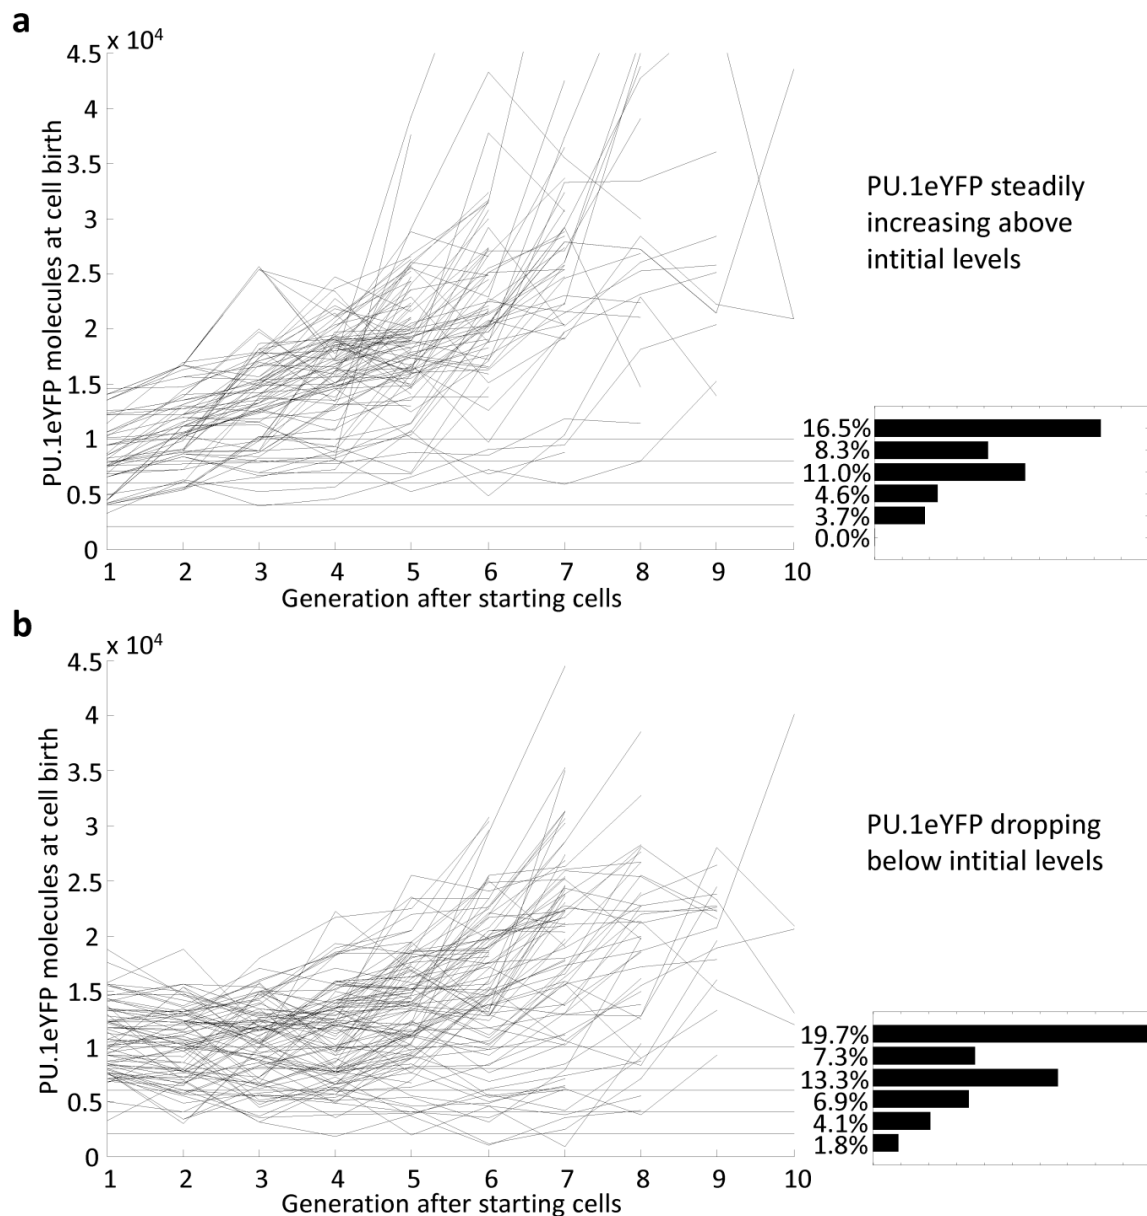 a
x 10⁴
4.5
4
3.5
3
2.5
2
1.5
1
0.5
0
PU.1eYFP molecules at cell birth
1 2 3 4 5 6 7 8 9 10
Generation after starting cells
PU.1eYFP steadily
increasing above
intitial levels
16.5%
8.3%
11.0%
4.6%
3.7%
0.0%
b
x 10⁴
4.5
4
3.5
3
2.5
2
1.5
1
0.5
0
PU.1eYFP molecules at cell birth
1 2 3 4 5 6 7 8 9 10
Generation after starting cells
PU.1eYFP dropping
below intitial levels
19.7%
7.3%
13.3%
6.9%
4.1%
1.8%